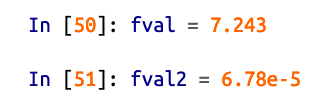 In [50]: fval = 7.243
In [51]: fval2 = 6.78e-5